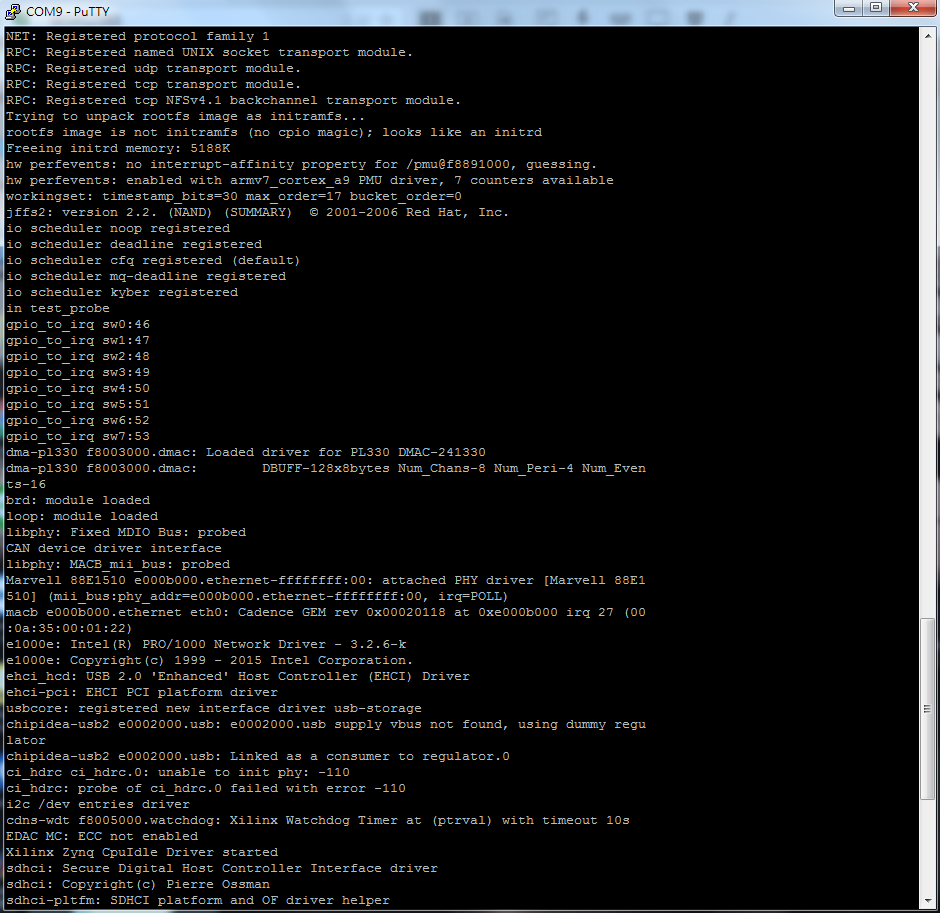 COM9 - PuTTY
NET: Registered protocol family 1
RPC: Registered named UNIX socket transport module.
RPC: Registered udp transport module.
RPC: Registered tcp transport module.
RPC: Registered tcp NFSv4.1 backchannel transport module.
Trying to unpack rootfs image as initramfs...
rootfs image is not initramfs (no cpio magic); looks like an initrd
Freeing initrd memory: 5188K
hw perfevents: no interrupt-affinity property for /pmu@f8891000, guessing.
hw perfevents: enabled with armv7_cortex_a9 PMU driver, 7 counters available
workingset: timestamp_bits=30 max_order=17 bucket_order=0
jffs2: version 2.2. (NAND) (SUMMARY)  © 2001-2006 Red Hat, Inc.
io scheduler noop registered
io scheduler deadline registered
io scheduler cfq registered (default)
io scheduler mq-deadline registered
io scheduler kyber registered
in test_probe
gpio_to_irq sw0:46
gpio_to_irq sw1:47
gpio_to_irq sw2:48
gpio_to_irq sw3:49
gpio_to_irq sw4:50
gpio_to_irq sw5:51
gpio_to_irq sw6:52
gpio_to_irq sw7:53
dma-pl330 f8003000.dmac: Loaded driver for PL330 DMAC-241330
dma-pl330 f8003000.dmac:        DBUFF-128x8bytes Num_Chans-8 Num_Peri-4 Num_Even
ts-16
brd: module loaded
loop: module loaded
libphy: Fixed MDIO Bus: probed
CAN device driver interface
libphy: MACB_mii_bus: probed
Marvell 88E1510 e000b000.ethernet-ffffffff:00: attached PHY driver [Marvell 88E1
510] (mii_bus:phy_addr=e000b000.ethernet-ffffffff:00, irq=POLL)
macb e000b000.ethernet eth0: Cadence GEM rev 0x00020118 at 0xe000b000 irq 27 (00
:0a:35:00:01:22)
e1000e: Intel(R) PRO/1000 Network Driver - 3.2.6-k
e1000e: Copyright(c) 1999 - 2015 Intel Corporation.
ehci_hcd: USB 2.0 'Enhanced' Host Controller (EHCI) Driver
ehci-pci: EHCI PCI platform driver
usbcore: registered new interface driver usb-storage
chipidea-usb2 e0002000.usb: e0002000.usb supply vbus not found, using dummy regu
lator
chipidea-usb2 e0002000.usb: Linked as a consumer to regulator.0
ci_hdrc ci_hdrc.0: unable to init phy: -110
ci_hdrc: probe of ci_hdrc.0 failed with error -110
i2c /dev entries driver
cdns-wdt f8005000.watchdog: Xilinx Watchdog Timer at (ptrval) with timeout 10s
EDAC MC: ECC not enabled
Xilinx Zynq CpuIdle Driver started
sdhci: Secure Digital Host Controller Interface driver
sdhci: Copyright(c) Pierre Ossman
sdhci-pltfm: SDHCI platform and OF driver helper